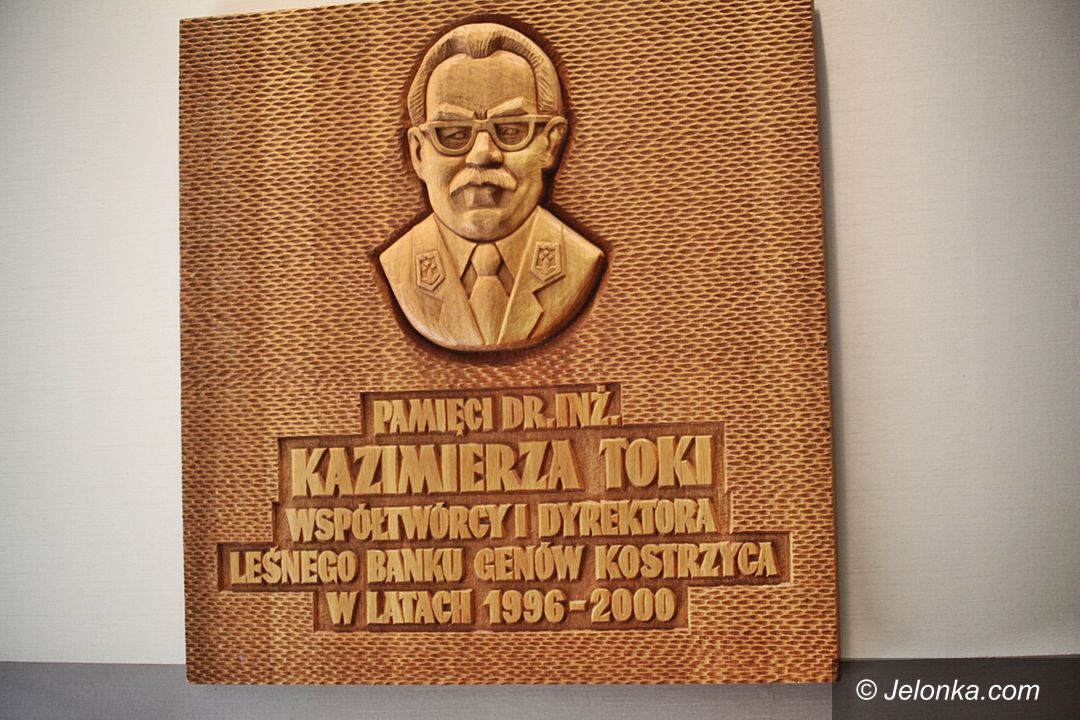 PAMIĘCI DR. INŻ.
KAZIMIERZA TOKI
WSPÓŁTWÓRCY I DYREKTORA
LEŚNEGO BANKU GENÓW KOSTRZYCA
W LATACH 1996-2000
© Jelonka.com